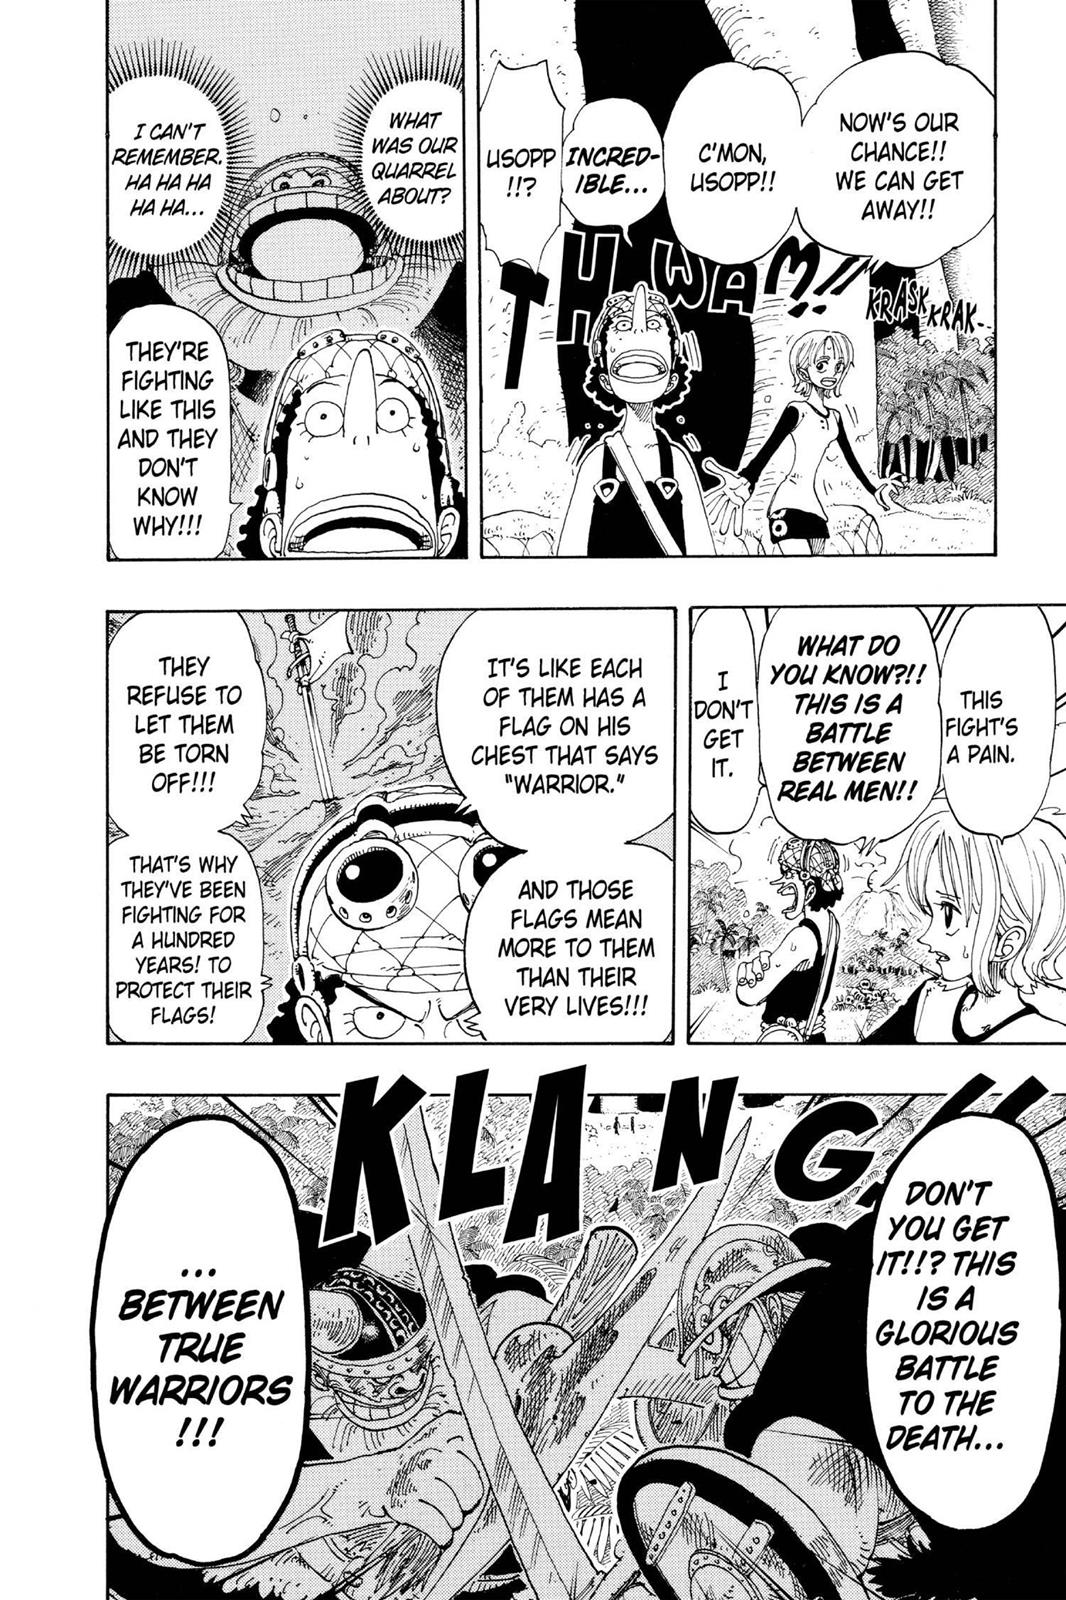 NOW'S OUR
CHANCE!!
WE CAN GET
AWAY!!
C'MON,
USOPP!!
INCRED-
IBLE...
USOPP
!!?
THWAM!!
KRASK
KRAK
WHAT
WAS OUR
QUARREL
ABOUT?
I CAN'T
REMEMBER.
HA HA HA
HA HA...
THEY'RE
FIGHTING
LIKE THIS
AND THEY
DON'T
KNOW
WHY!!!
THIS
FIGHT'S
A PAIN.
WHAT DO
YOU KNOW?!!
THIS IS A
BATTLE
BETWEEN
REAL MEN!!
I
DON'T
GET
IT.
IT'S LIKE EACH
OF THEM HAS A
FLAG ON HIS
CHEST THAT SAYS
"WARRIOR."
AND THOSE
FLAGS MEAN
MORE TO THEM
THAN THEIR
VERY LIVES!!!
THEY
REFUSE TO
LET THEM
BE TORN
OFF!!!
THAT'S WHY
THEY'VE BEEN
FIGHTING FOR
A HUNDRED
YEARS! TO
PROTECT THEIR
FLAGS!
KLANG!!
DON'T
YOU GET
IT!!? THIS
IS A
GLORIOUS
BATTLE
TO THE
DEATH...
...
BETWEEN
TRUE
WARRIORS
!!!